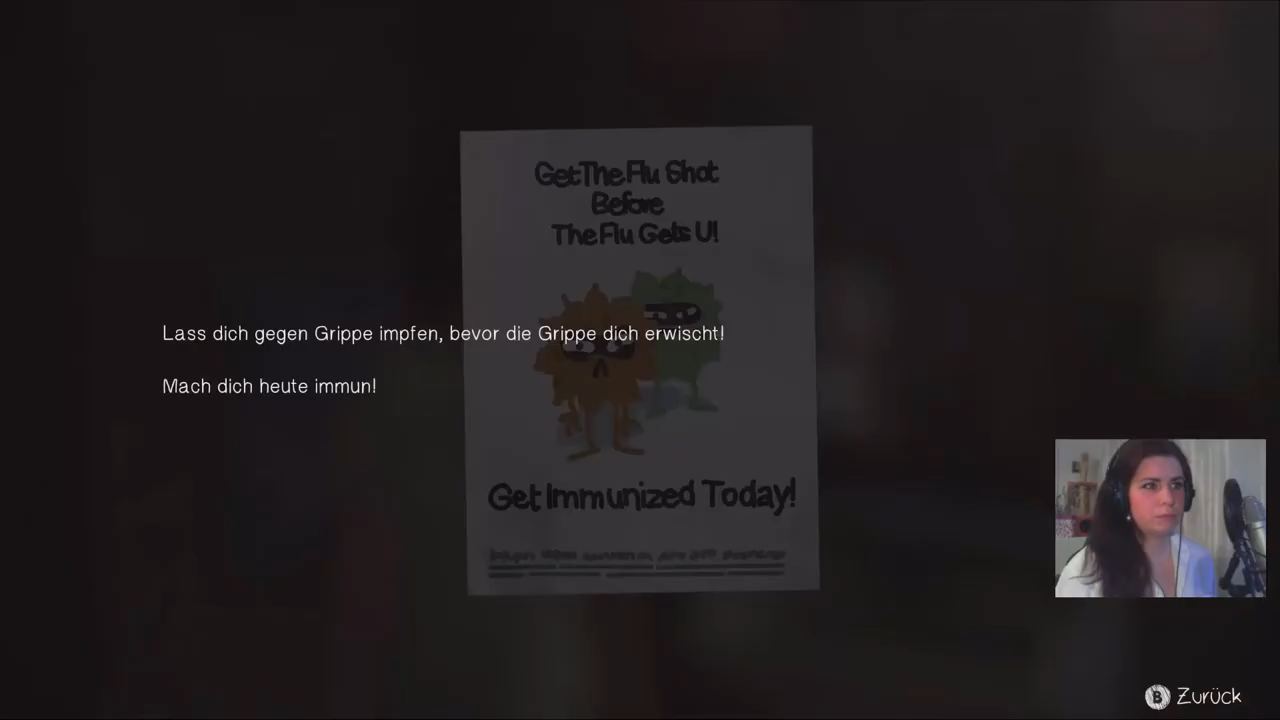 Get The Flu Shot
Before
The Flu Gets U!
Lass dich gegen Grippe impfen, bevor die Grippe dich erwischt!
Mach dich heute immun!
Get Immunized Today!
B Zurück